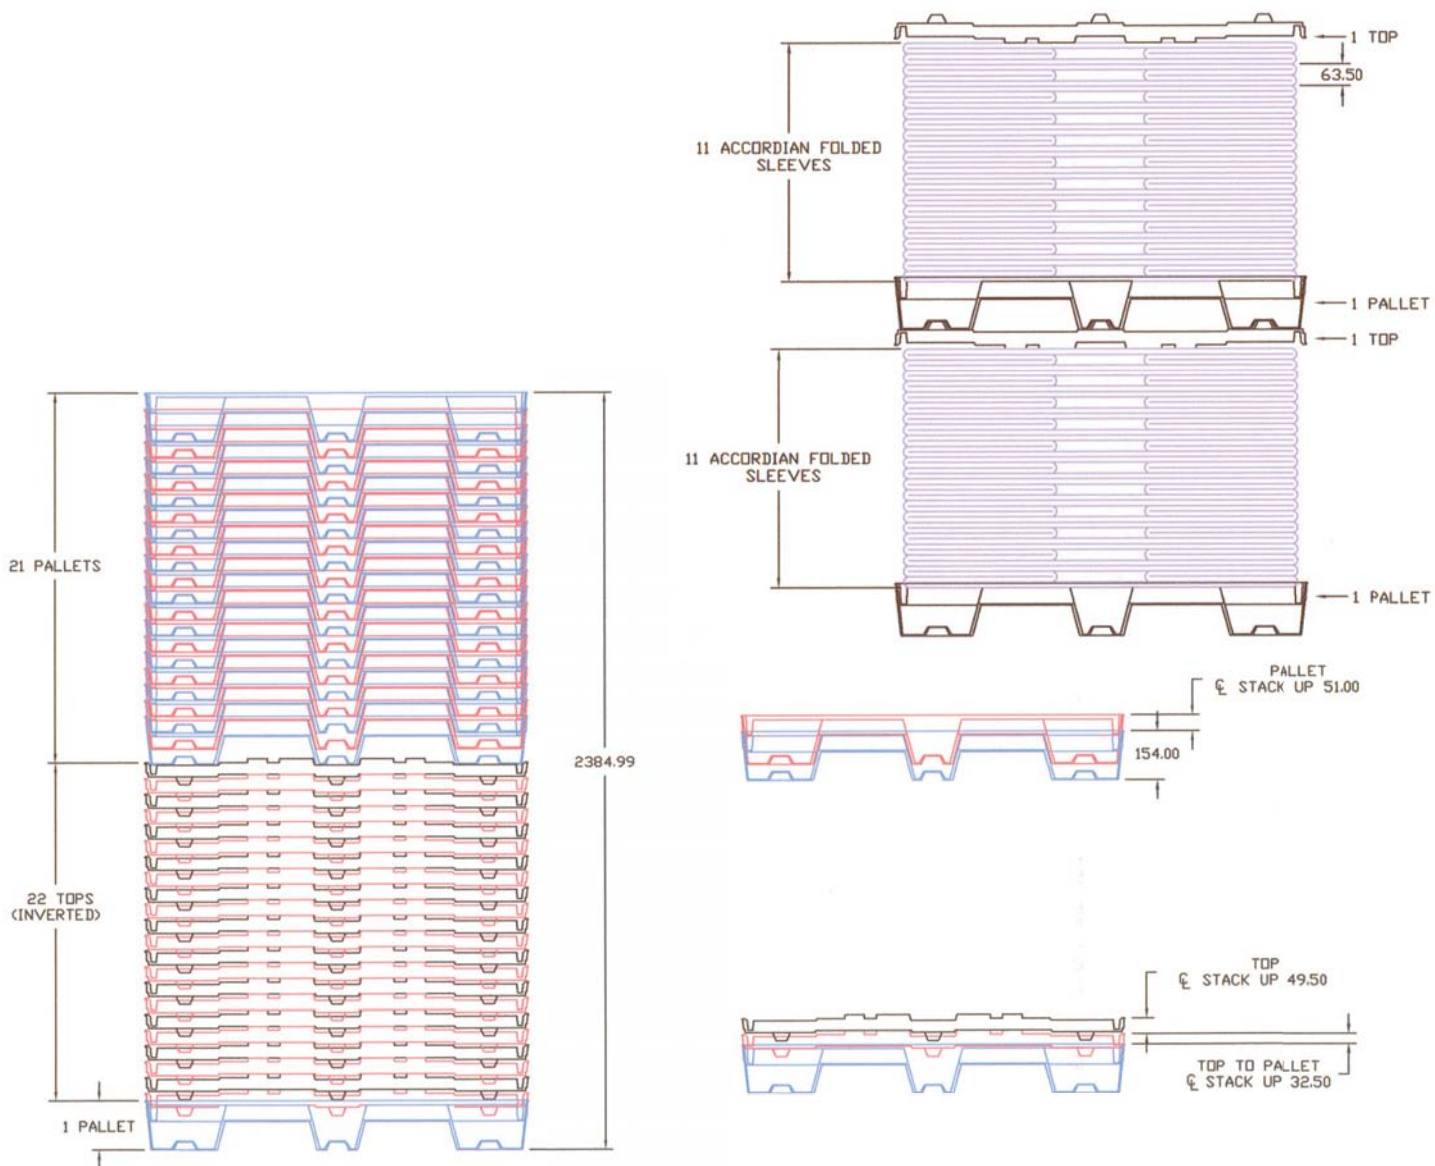 1 TOP
63.50
11 ACCORDIAN FOLDED
SLEEVES
1 PALLET
1 TOP
11 ACCORDIAN FOLDED
SLEEVES
1 PALLET
21 PALLETS
2384.99
22 TOPS
(INVERTED)
1 PALLET
PALLET
℄ STACK UP 51.00
154.00
TOP
℄ STACK UP 49.50
TOP TO PALLET
℄ STACK UP 32.50